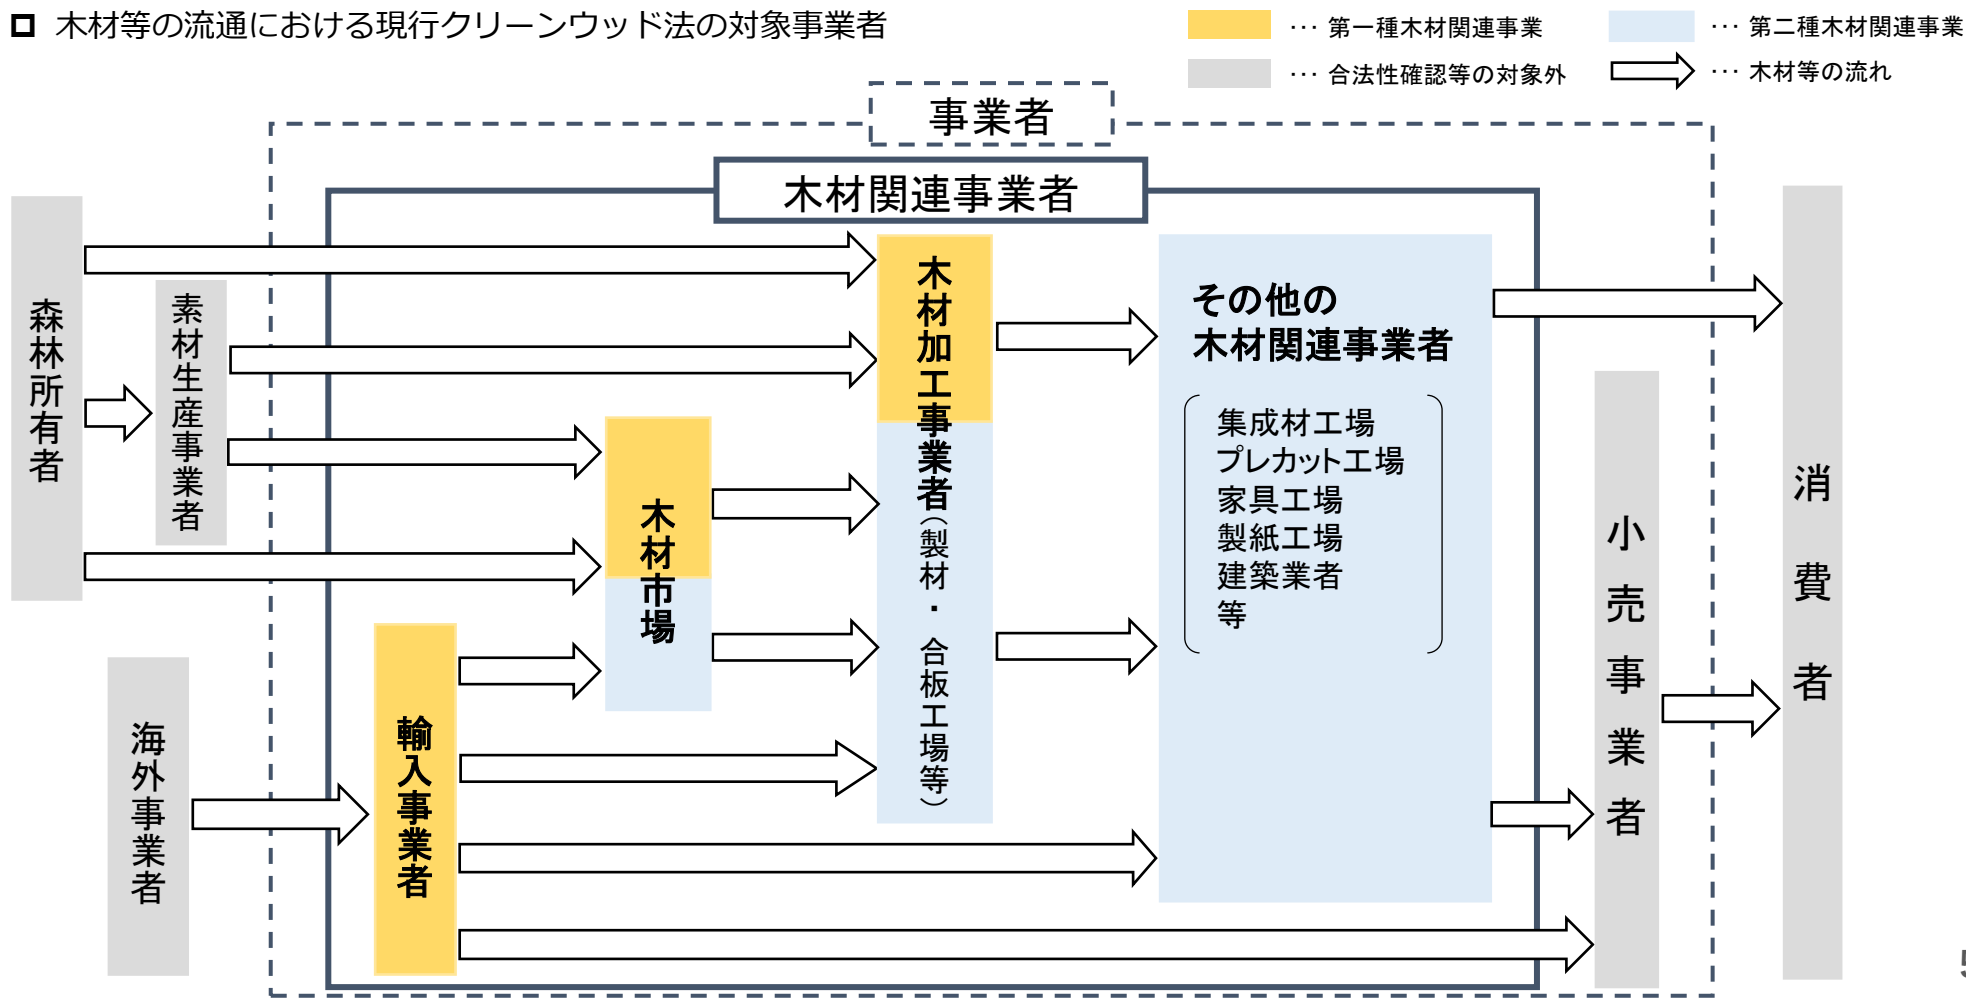 木材等の流通における現行クリーンウッド法の対象事業者
… 第一種木材関連事業
… 第二種木材関連事業
… 合法性確認等の対象外
… 木材等の流れ
事業者
木材関連事業者
森林所有者
素材生産事業者
海外事業者
輸入事業者
木材市場
木材加工事業者（製材・合板工場等）
その他の
木材関連事業者
集成材工場
プレカット工場
家具工場
製紙工場
建築業者
等
小売事業者
消費者